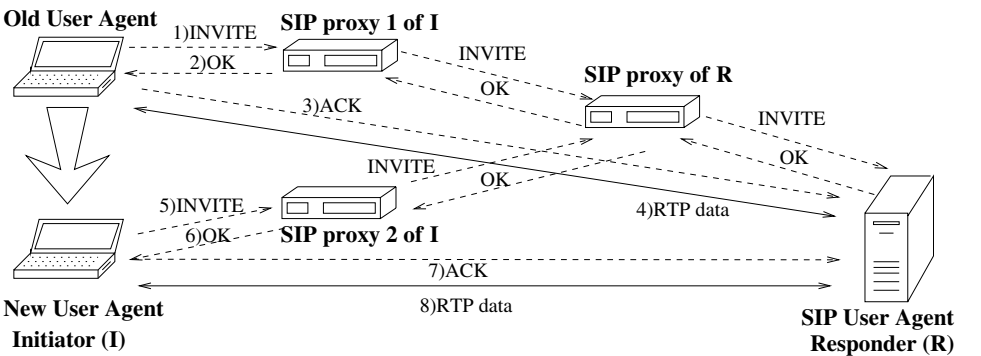 Old User Agent
SIP proxy 1 of I
1)INVITE
2)OK
INVITE
OK
SIP proxy of R
3)ACK
INVITE
OK
INVITE
OK
4)RTP data
5)INVITE
6)OK
SIP proxy 2 of I
7)ACK
8)RTP data
New User Agent
Initiator (I)
SIP User Agent
Responder (R)